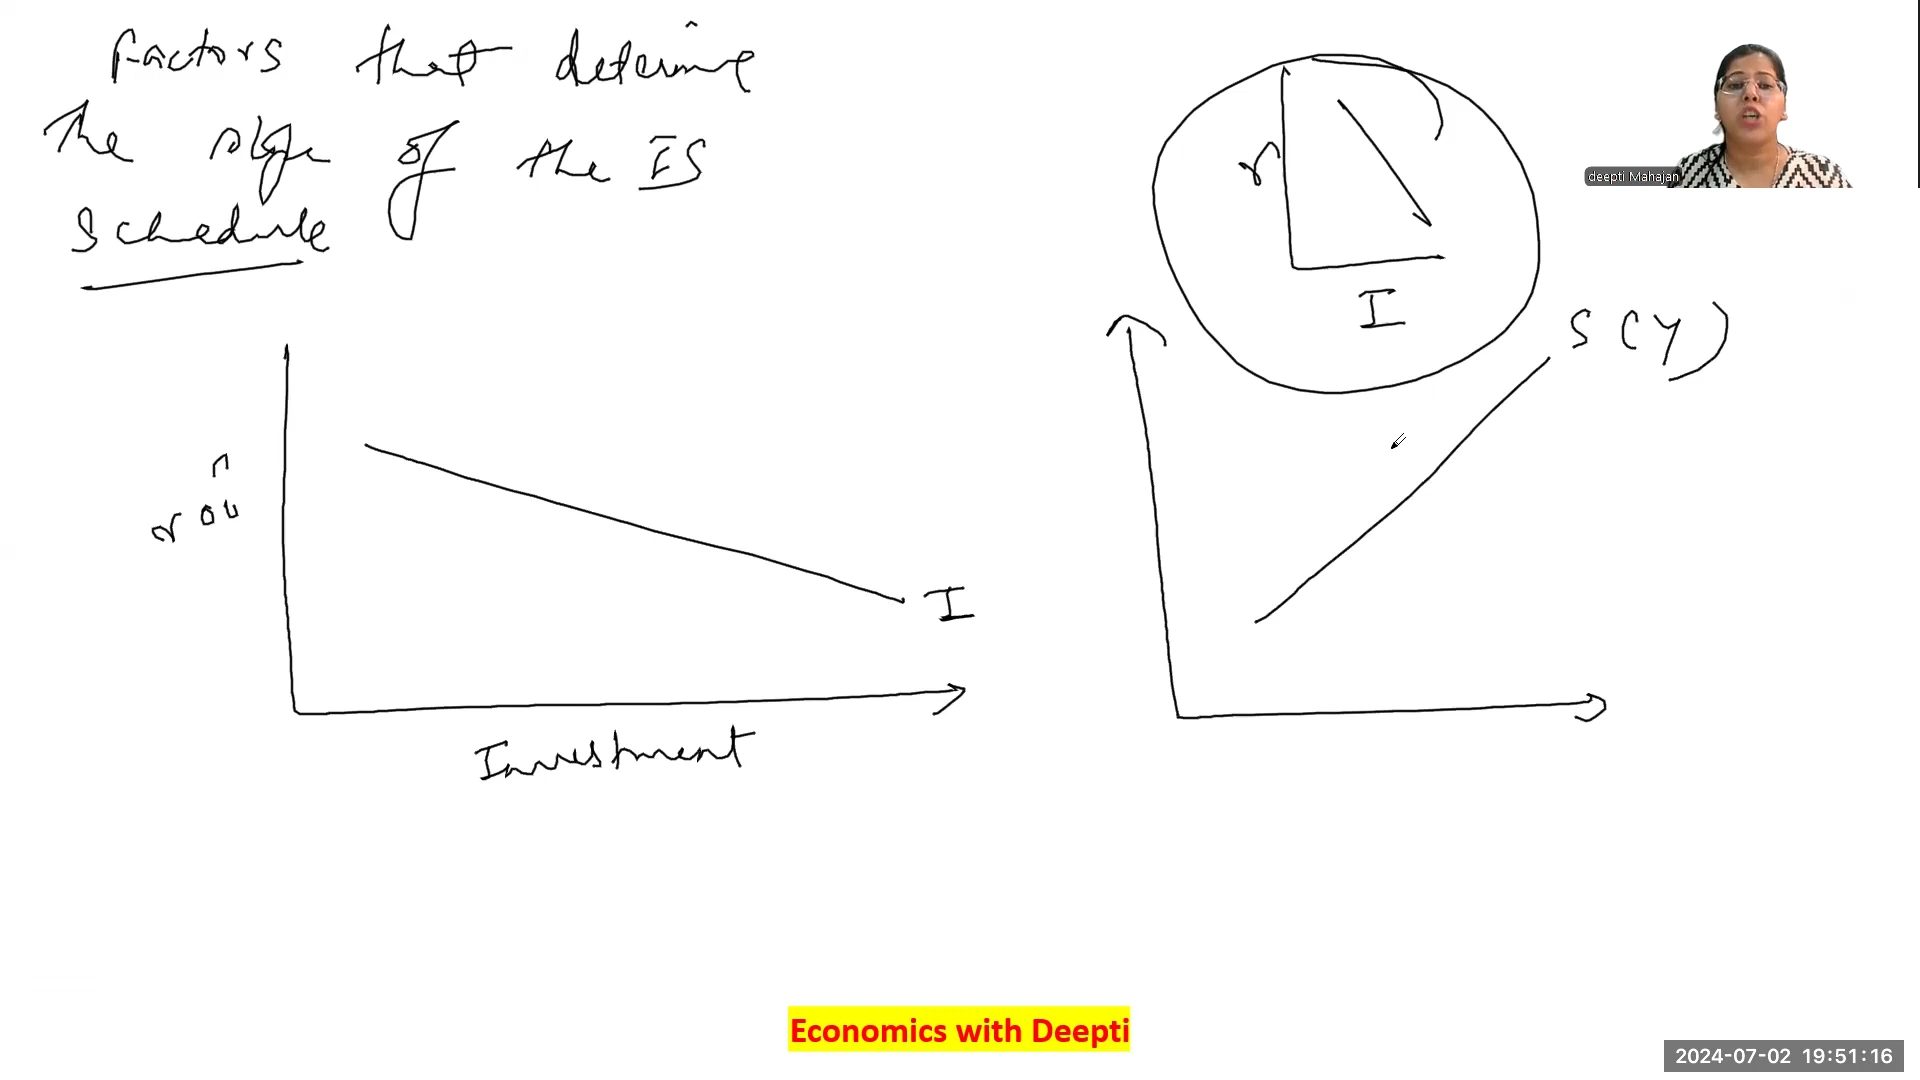 Factors that determine
the slope of the IS
Schedule
r
I
S (Y)
r
I
Investment
deepti Mahajan
Economics with Deepti
2024-07-02 19:51:16